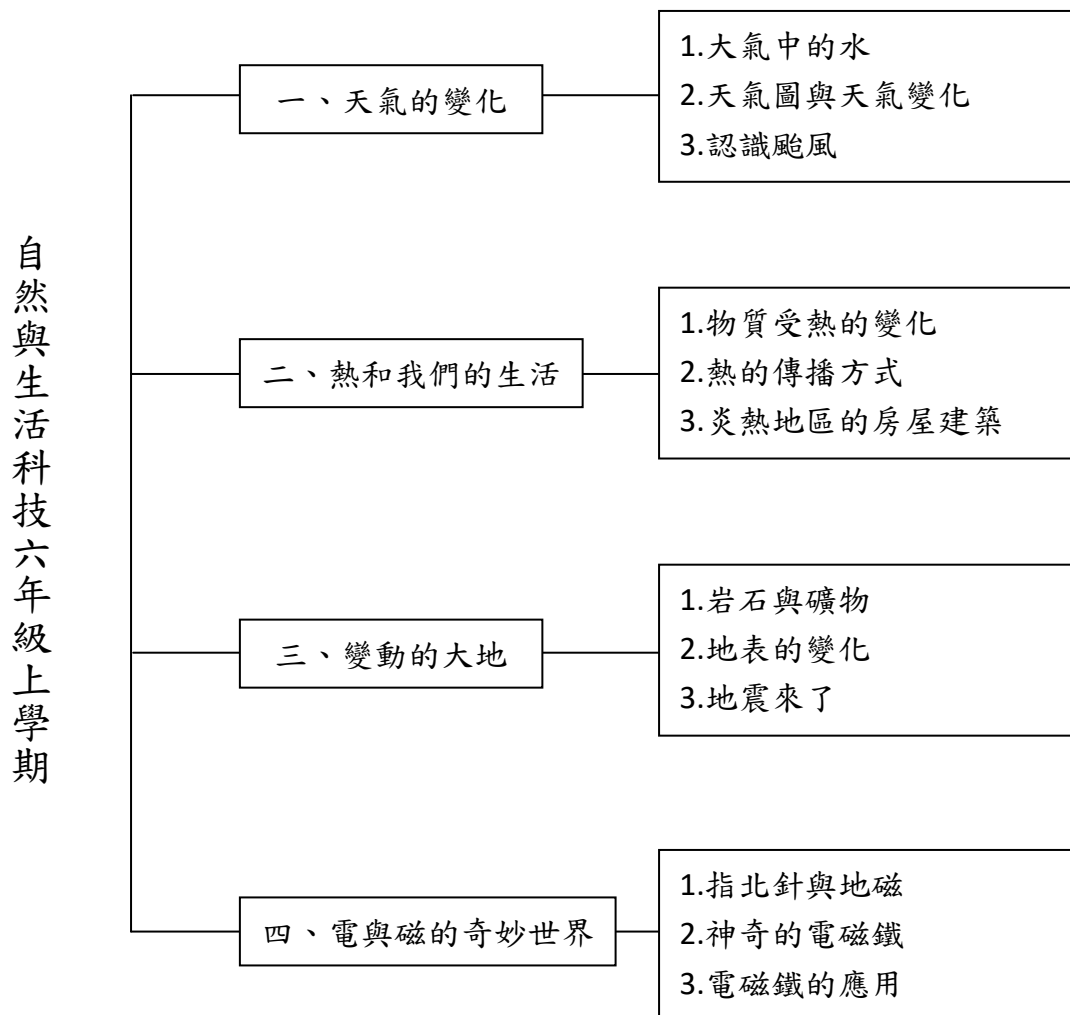 自然與生活科技六年級上學期
一、天氣的變化
1.大氣中的水
2.天氣圖與天氣變化
3.認識颱風
二、熱和我們的生活
1.物質受熱的變化
2.熱的傳播方式
3.炎熱地區的房屋建築
三、變動的大地
1.岩石與礦物
2.地表的變化
3.地震來了
四、電與磁的奇妙世界
1.指北針與地磁
2.神奇的電磁鐵
3.電磁鐵的應用